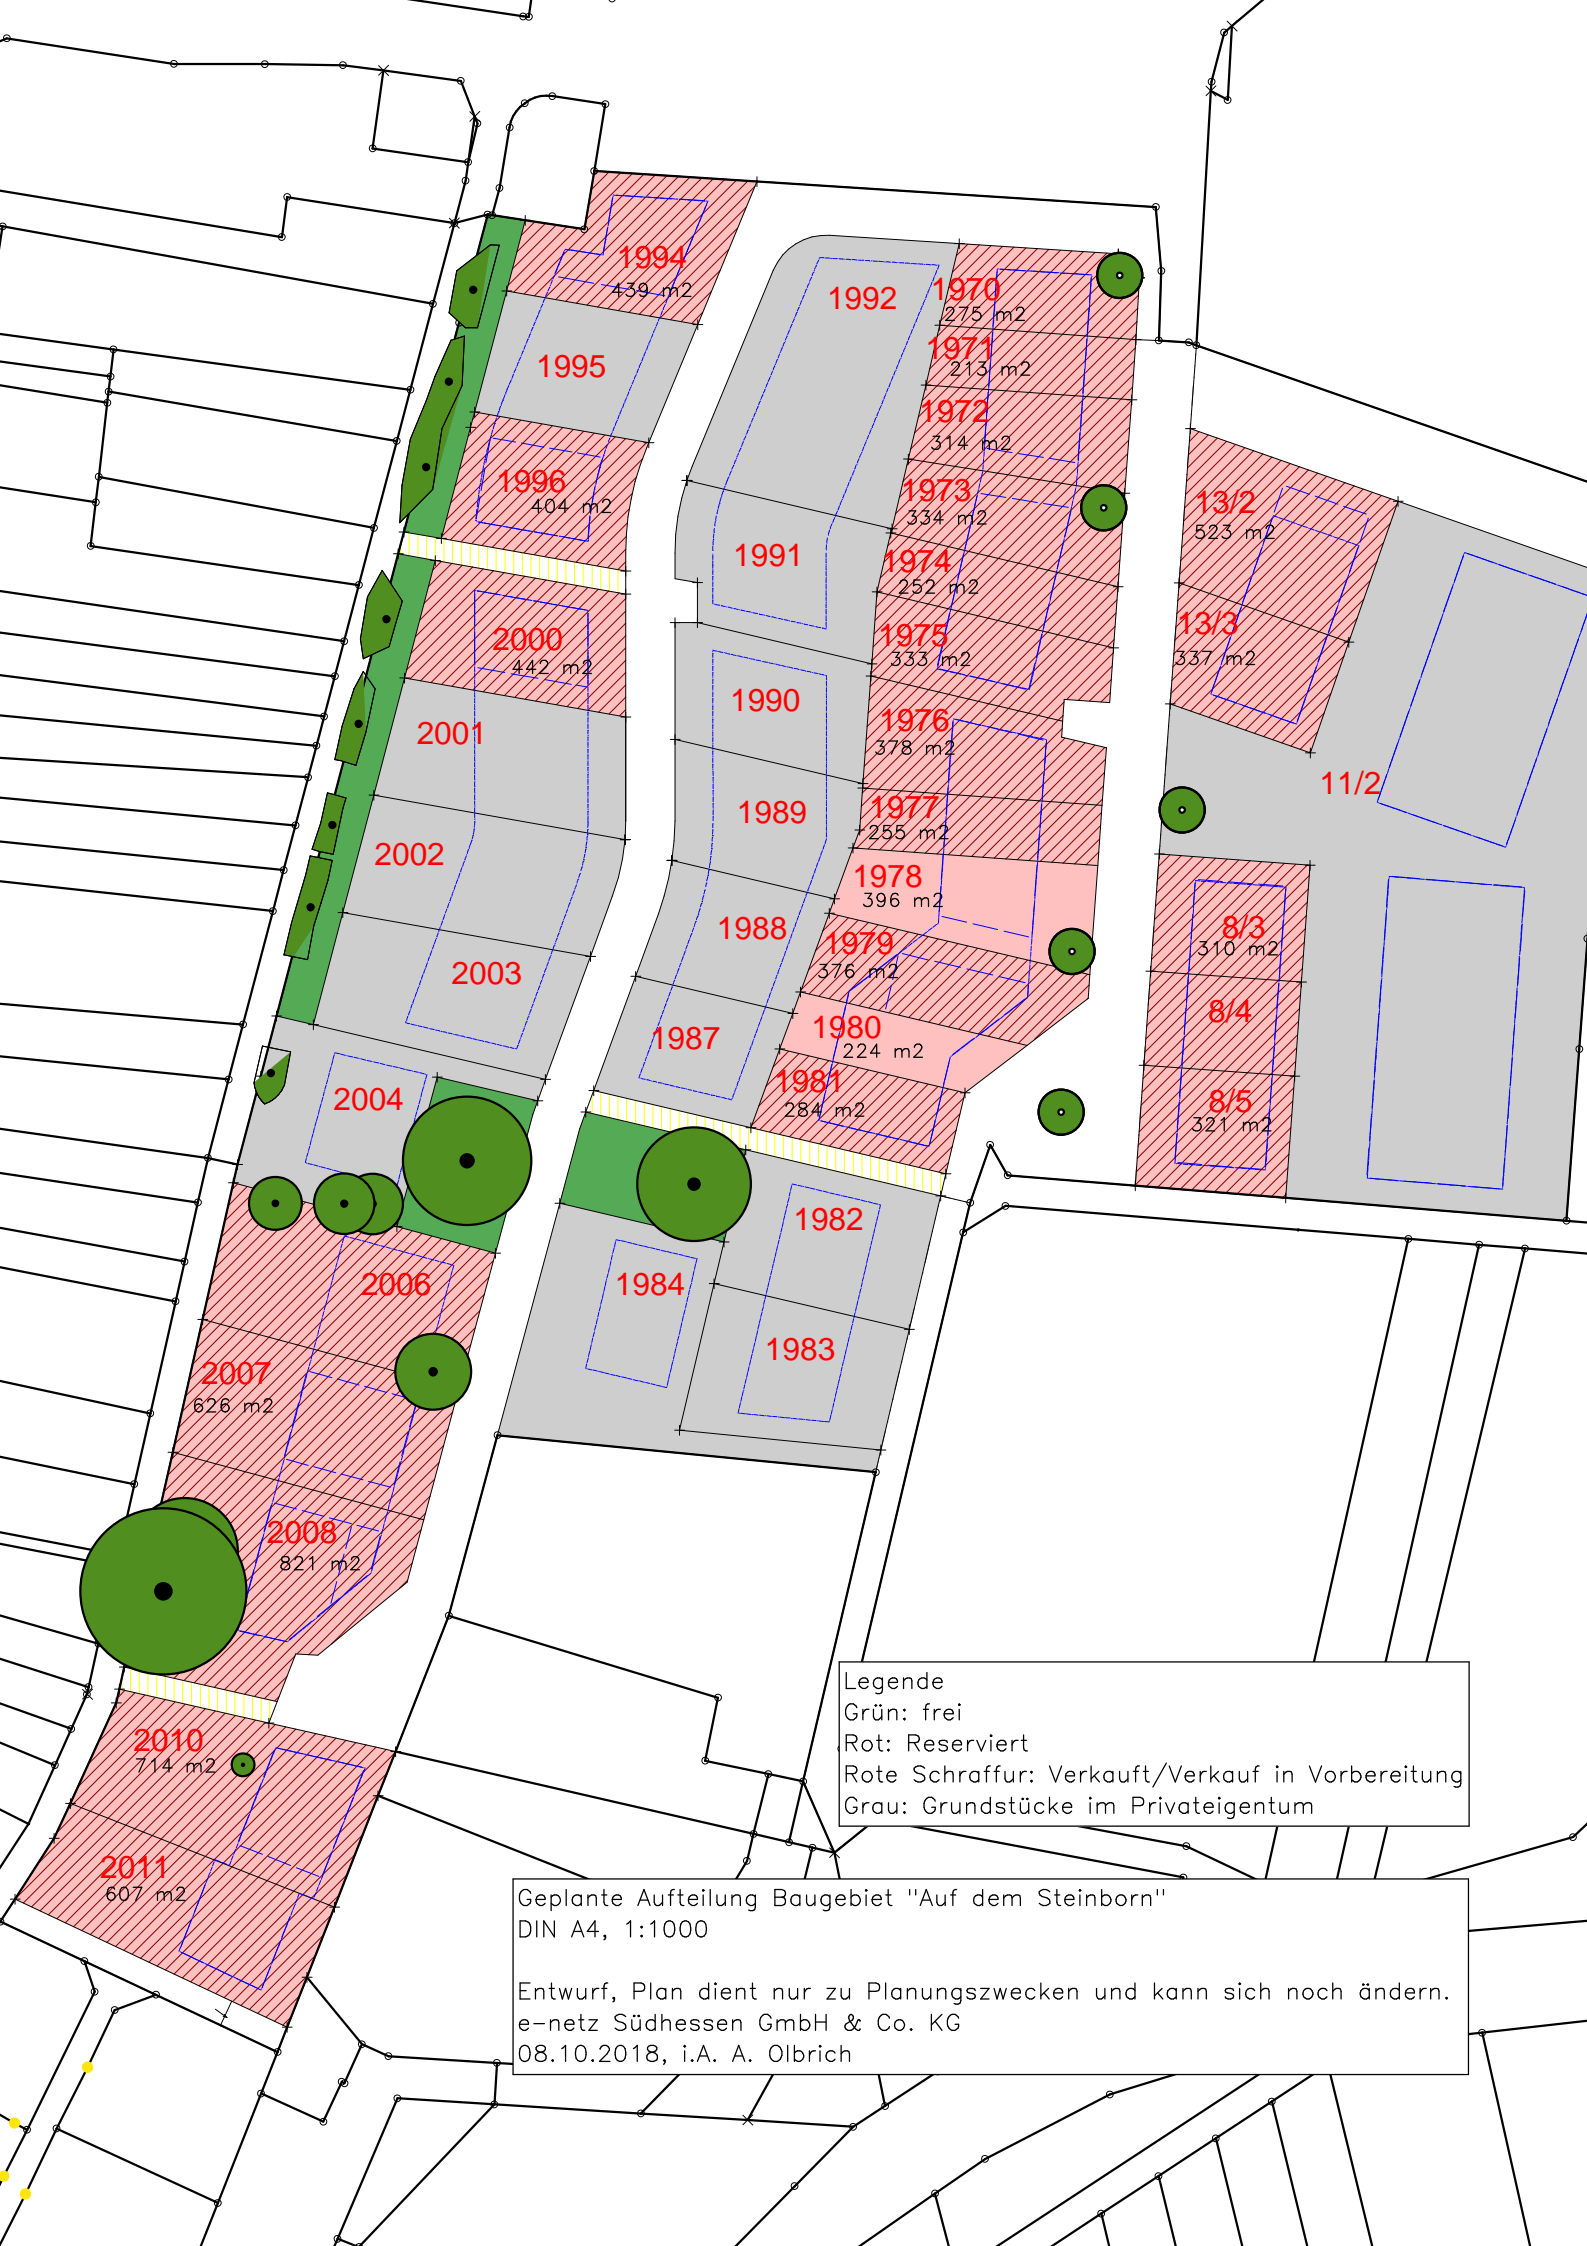 1994
439 m2
1992
1970
275 m2
1995
1971
213 m2
1972
314 m2
1996
404 m2
1973
334 m2
13/2
523 m2
1991
1974
252 m2
2000
442 m2
1975
333 m2
13/3
337 m2
2001
1990
1976
378 m2
11/2
2002
1989
1977
255 m2
1978
396 m2
2003
1988
1979
376 m2
8/3
310 m2
1987
1980
224 m2
8/4
2004
1981
284 m2
8/5
321 m2
1982
2006
1984
1983
2007
626 m2
2008
821 m2
2010
714 m2
2011
607 m2
Legende
Grün: frei
Rot: Reserviert
Rote Schraffur: Verkauft/Verkauf in Vorbereitung
Grau: Grundstücke im Privateigentum
Geplante Aufteilung Baugebiet "Auf dem Steinborn"
DIN A4, 1:1000
Entwurf, Plan dient nur zu Planungszwecken und kann sich noch ändern.
e-netz Südhessen GmbH & Co. KG
08.10.2018, i.A. A. Olbrich